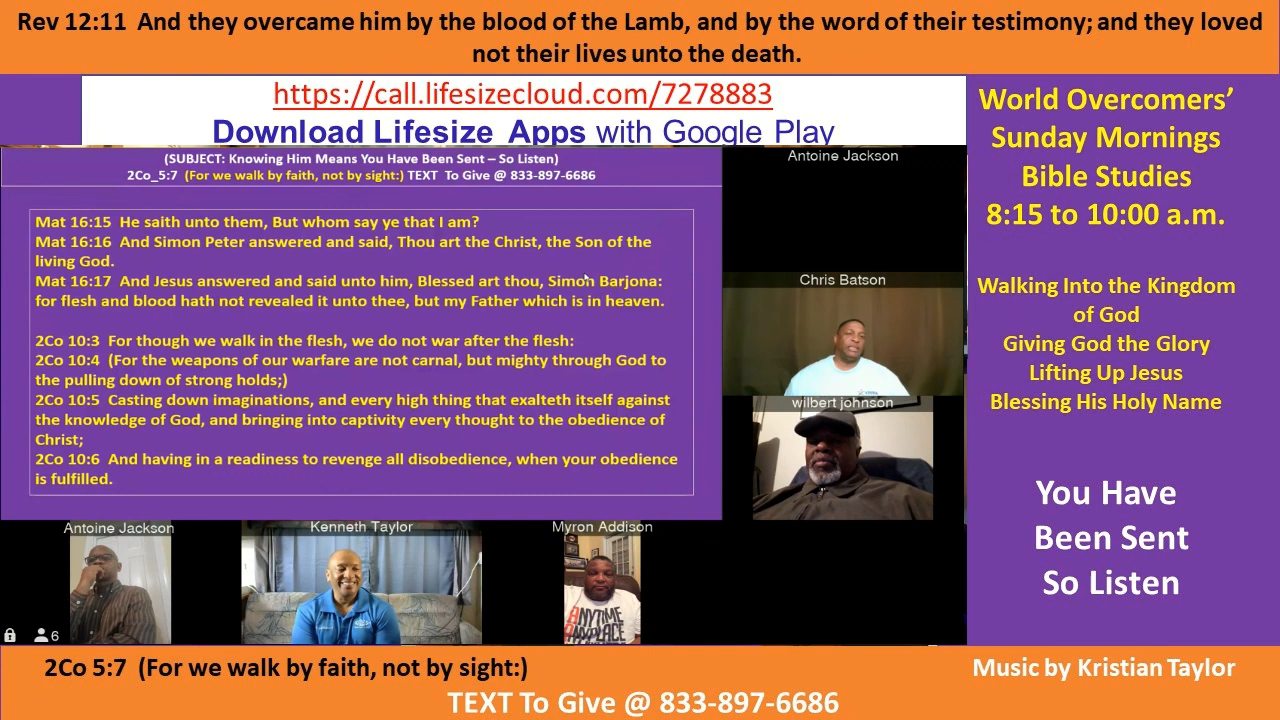 Rev 12:11  And they overcame him by the blood of the Lamb, and by the word of their testimony; and they loved
not their lives unto the death.
https://call.lifesizecloud.com/7278883
Download Lifesize Apps with Google Play
(SUBJECT: Knowing Him Means You Have Been Sent – So Listen)
2Co_5:7  (For we walk by faith, not by sight:) TEXT  To Give @ 833-897-6686
Mat 16:15  He saith unto them, But whom say ye that I am?
Mat 16:16  And Simon Peter answered and said, Thou art the Christ, the Son of the
living God.
Mat 16:17  And Jesus answered and said unto him, Blessed art thou, Simon Barjona:
for flesh and blood hath not revealed it unto thee, but my Father which is in heaven.
2Co 10:3  For though we walk in the flesh, we do not war after the flesh:
2Co 10:4  (For the weapons of our warfare are not carnal, but mighty through God to
the pulling down of strong holds;)
2Co 10:5  Casting down imaginations, and every high thing that exalteth itself against
the knowledge of God, and bringing into captivity every thought to the obedience of
Christ;
2Co 10:6  And having in a readiness to revenge all disobedience, when your obedience
is fulfilled.
Antoine Jackson
Chris Batson
wilbert johnson
Antoine Jackson
Kenneth Taylor
Myron Addison
ANYTIME
ANYPLACE
6
World Overcomers’
Sunday Mornings
Bible Studies
8:15 to 10:00 a.m.
Walking Into the Kingdom
of God
Giving God the Glory
Lifting Up Jesus
Blessing His Holy Name
You Have
Been Sent
So Listen
2Co 5:7  (For we walk by faith, not by sight:)
Music by Kristian Taylor
TEXT To Give @ 833-897-6686